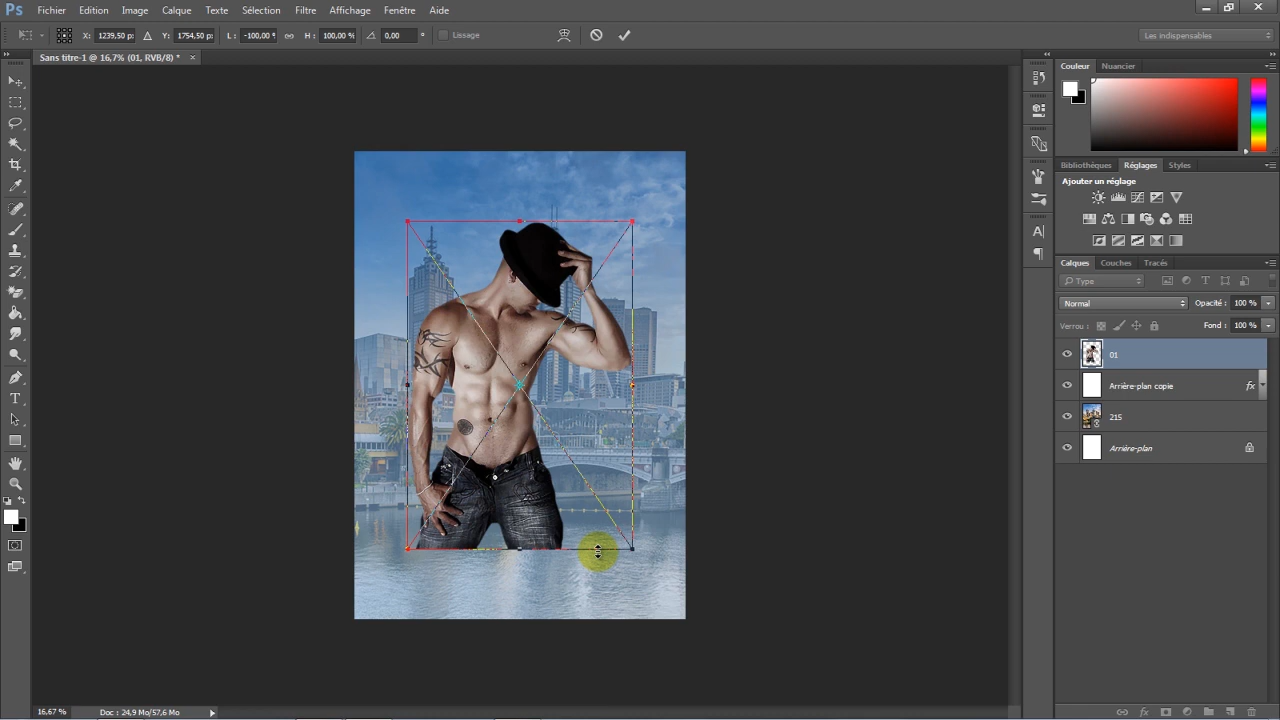 Ps Fichier Edition Image Calque Texte Sélection Filtre Affichage Fenêtre Aide
X: 1239,50 p: Y: 1754,50 p: L: -100,00 % H: 100,00 % 0,00 ° Lissage Les indispensables
Sans titre-1 @ 16,7% (01, RVB/8) * ×
Couleur Nuancier
Bibliothèques Réglages Styles
Ajouter un réglage
Calques Couches Tracés
Type
Normal Opacité : 100 %
Verrou : Fond : 100 %
01
Arrière-plan copie fx
215
Arrière-plan
16,67 % Doc : 24,9 Mo/57,6 Mo
fx